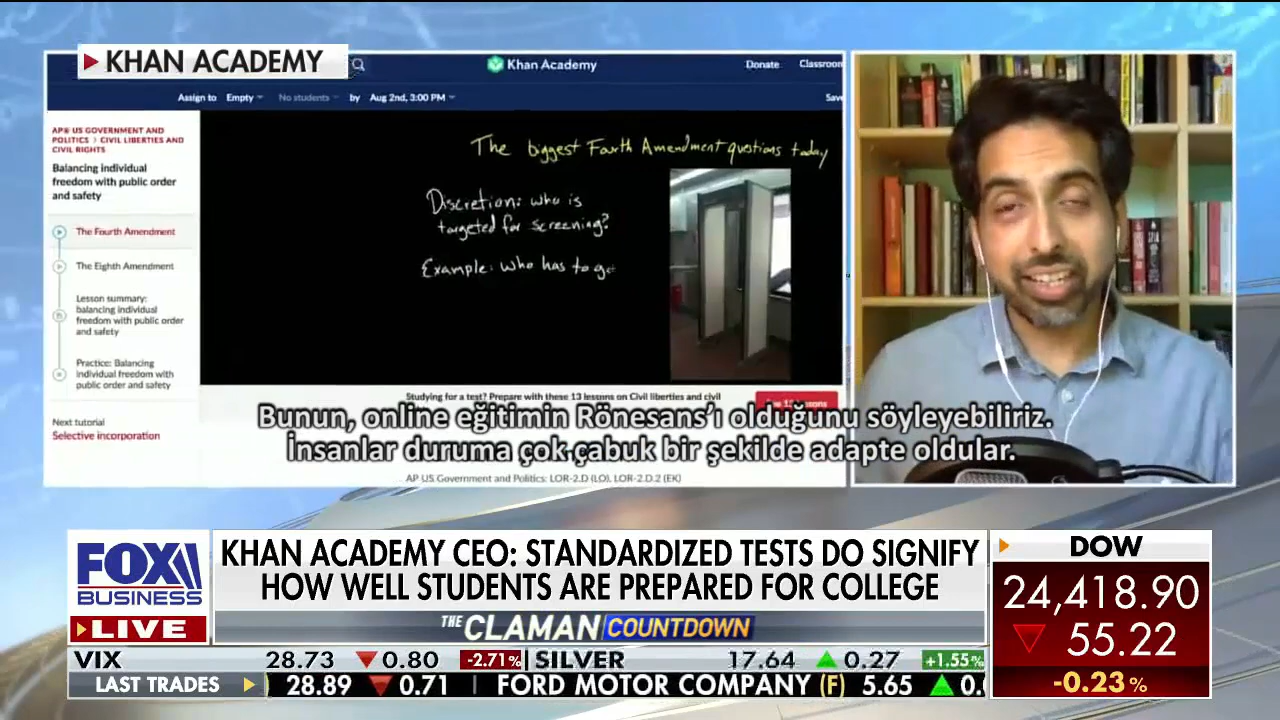 KHAN ACADEMY
Khan Academy
Donate
Classroom
Assign to Empty No students by Aug 2nd, 3:00 PM
Save
AP® US GOVERNMENT AND
POLITICS > CIVIL LIBERTIES AND
CIVIL RIGHTS
Balancing individual
freedom with public order
and safety
The Fourth Amendment
The Eighth Amendment
Lesson summary:
balancing individual
freedom with public order
and safety
Practice: Balancing
individual freedom with
public order and safety
Next tutorial
Selective incorporation
The biggest Fourth Amendment questions today
Discretion: who is
targeted for screening?
Example: who has to go
Studying for a test? Prepare with these 13 lessons on Civil liberties and civil
Bunun, online eğitimin Rönesans'ı olduğunu söyleyebiliriz.
İnsanlar duruma çok çabuk bir şekilde adapte oldular.
AP US Government and Politics: LOR-2.D (LO), LOR-2.D.2 (EK)
FOX
BUSINESS
LIVE
KHAN ACADEMY CEO: STANDARDIZED TESTS DO SIGNIFY
HOW WELL STUDENTS ARE PREPARED FOR COLLEGE
THE CLAMAN COUNTDOWN
DOW
24,418.90
55.22
-0.23%
VIX 28.73 0.80 -2.71% SILVER 17.64 0.27 +1.55%
LAST TRADES 28.89 0.71 FORD MOTOR COMPANY (F) 5.65 0.